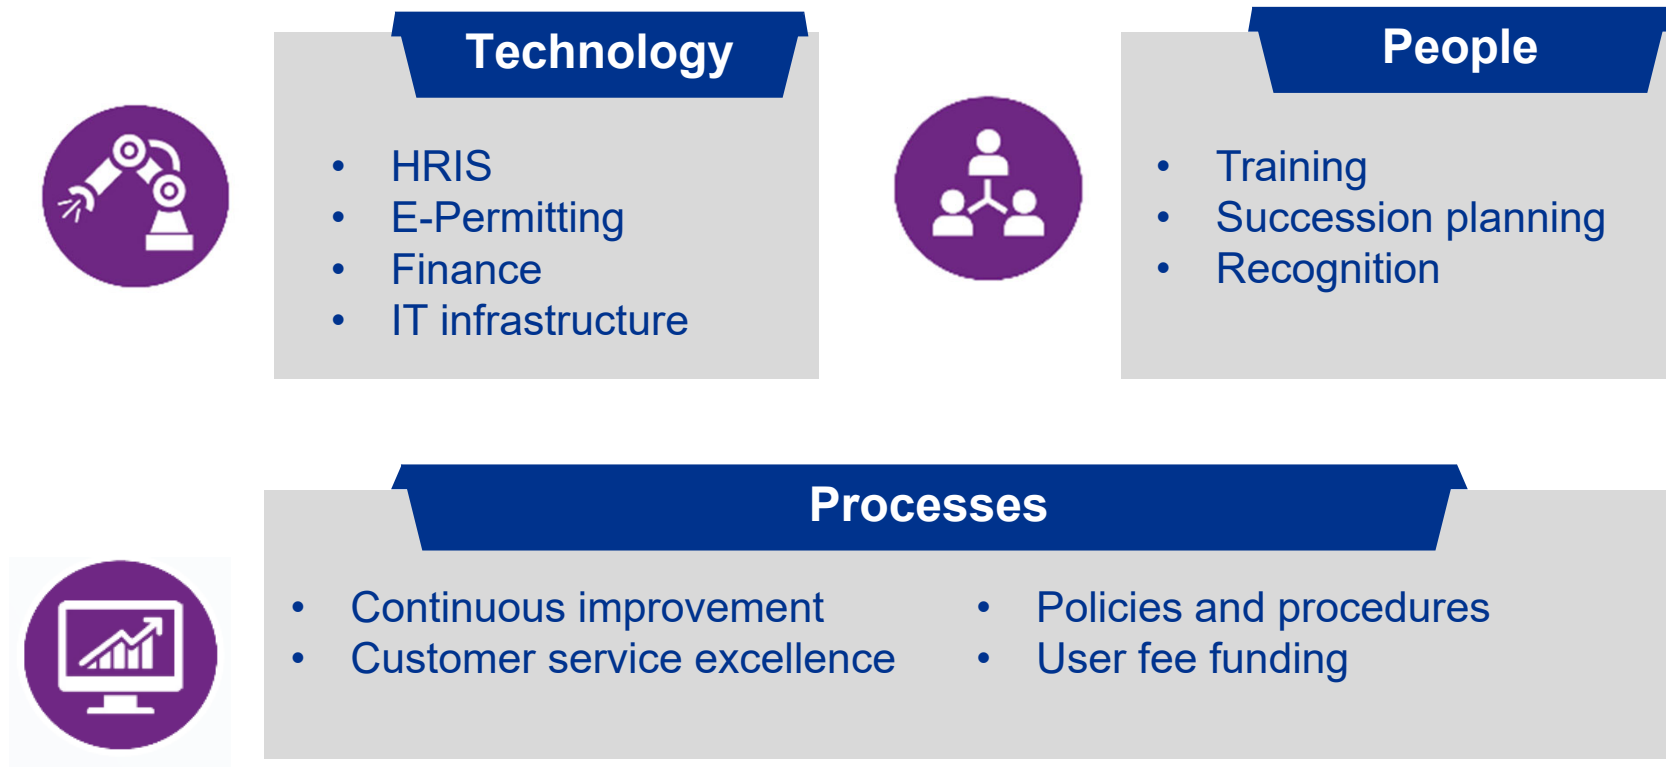 Technology
• HRIS
• E-Permitting
• Finance
• IT infrastructure
People
• Training
• Succession planning
• Recognition
Processes
• Continuous improvement
• Customer service excellence
• Policies and procedures
• User fee funding